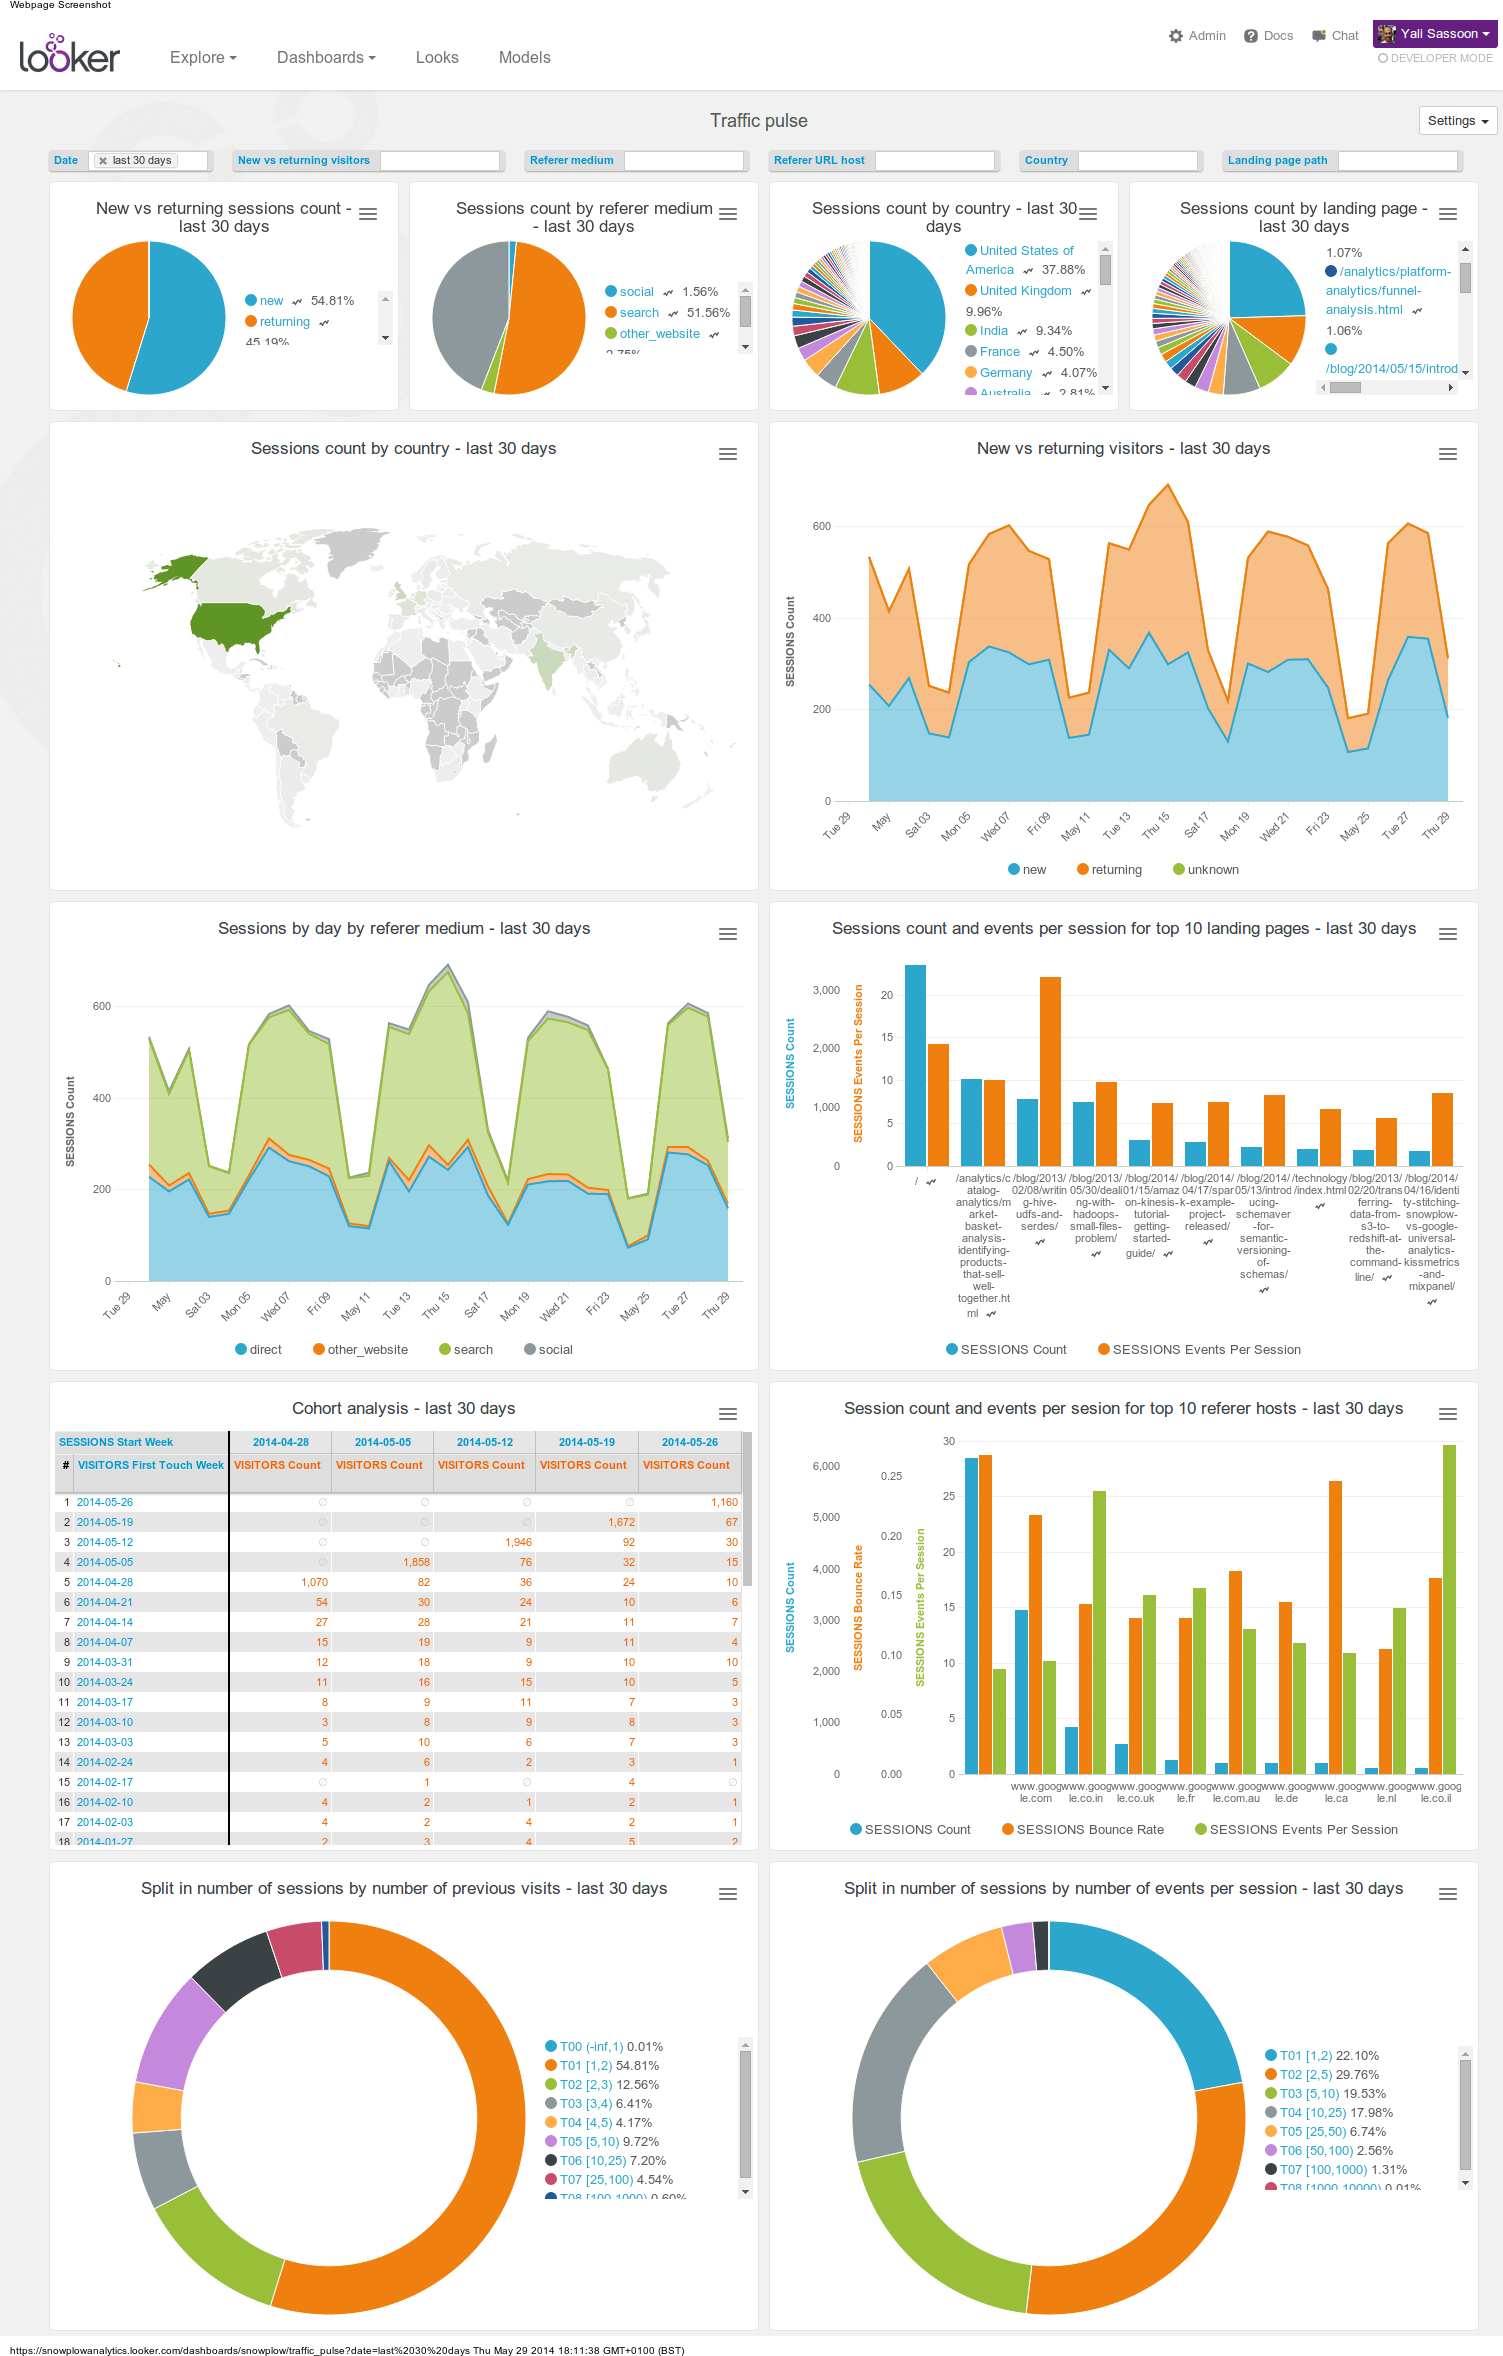 Webpage Screenshot
looker
Explore
Dashboards
Looks
Models
Admin
Docs
Chat
Yali Sassoon
DEVELOPER MODE
Traffic pulse
Settings
Date
last 30 days
New vs returning visitors
Referer medium
Referer URL host
Country
Landing page path
New vs returning sessions count -
last 30 days
new 54.81%
returning
45.19%
Sessions count by referer medium
- last 30 days
social 1.56%
search 51.56%
other_website
2.75%
Sessions count by country - last 30
days
United States of
America 37.88%
United Kingdom
9.96%
India 9.34%
France 4.50%
Germany 4.07%
Australia 2.81%
Sessions count by landing page -
last 30 days
1.07%
/analytics/platform-
analytics/funnel-
analysis.html
1.06%
/blog/2014/05/15/introd
Sessions count by country - last 30 days
New vs returning visitors - last 30 days
SESSIONS Count
600
400
200
0
Tue 29
May
Sat 03
Mon 05
Wed 07
Fri 09
May 11
Tue 13
Thu 15
Sat 17
Mon 19
Wed 21
Fri 23
May 25
Tue 27
Thu 29
new
returning
unknown
Sessions by day by referer medium - last 30 days
SESSIONS Count
600
400
200
0
Tue 29
May
Sat 03
Mon 05
Wed 07
Fri 09
May 11
Tue 13
Thu 15
Sat 17
Mon 19
Wed 21
Fri 23
May 25
Tue 27
Thu 29
direct
other_website
search
social
Sessions count and events per session for top 10 landing pages - last 30 days
SESSIONS Count
3,000
2,000
1,000
0
SESSIONS Events Per Session
20
15
10
5
0
/
/analytics/c
atalog-
analytics/m
arket-
basket-
analysis-
identifying-
products-
that-sell-
well-
together.ht
ml
/blog/2013/
02/08/writin
g-hive-
udfs-and-
serdes/
/blog/2013/
05/30/deali
ng-with-
hadoops-
small-files-
problem/
/blog/2014/
01/15/amaz
on-kinesis-
tutorial-
getting-
started-
guide/
/blog/2014/
04/17/spar
k-example-
project-
released/
/blog/2014/
05/13/introd
ucing-
schemaver
-for-
semantic-
versioning-
of-
schemas/
/technology
/index.html
/blog/2013/
02/20/trans
ferring-
data-from-
s3-to-
redshift-at-
the-
command-
line/
/blog/2014/
04/16/identi
ty-stitching-
snowplow-
vs-google-
universal-
analytics-
kissmetrics
-and-
mixpanel/
SESSIONS Count
SESSIONS Events Per Session
Cohort analysis - last 30 days
SESSIONS Start Week 2014-04-28 2014-05-05 2014-05-12 2014-05-19 2014-05-26
# VISITORS First Touch Week VISITORS Count VISITORS Count VISITORS Count VISITORS Count VISITORS Count
1 2014-05-26 ∅ ∅ ∅ ∅ 1,160
2 2014-05-19 ∅ ∅ ∅ 1,672 67
3 2014-05-12 ∅ ∅ 1,946 92 30
4 2014-05-05 ∅ 1,858 76 32 15
5 2014-04-28 1,070 82 36 24 10
6 2014-04-21 54 30 24 10 6
7 2014-04-14 27 28 21 11 7
8 2014-04-07 15 19 9 11 4
9 2014-03-31 12 18 9 10 10
10 2014-03-24 11 16 15 10 5
11 2014-03-17 8 9 11 7 3
12 2014-03-10 3 8 9 8 3
13 2014-03-03 5 10 6 7 3
14 2014-02-24 4 6 2 3 1
15 2014-02-17 ∅ 1 ∅ 4 ∅
16 2014-02-10 4 2 1 2 1
17 2014-02-03 4 2 4 2 1
18 2014-01-27 2 3 4 5 2
Session count and events per sesion for top 10 referer hosts - last 30 days
SESSIONS Count
6,000
5,000
4,000
3,000
2,000
1,000
0
SESSIONS Bounce Rate
0.25
0.20
0.15
0.10
0.05
0.00
SESSIONS Events Per Session
30
25
20
15
10
5
0
www.goog
le.com
www.goog
le.co.in
www.goog
le.co.uk
www.goog
le.fr
www.goog
le.com.au
www.goog
le.de
www.goog
le.ca
www.goog
le.nl
www.goog
le.co.il
SESSIONS Count
SESSIONS Bounce Rate
SESSIONS Events Per Session
Split in number of sessions by number of previous visits - last 30 days
T00 (-inf,1) 0.01%
T01 [1,2) 54.81%
T02 [2,3) 12.56%
T03 [3,4) 6.41%
T04 [4,5) 4.17%
T05 [5,10) 9.72%
T06 [10,25) 7.20%
T07 [25,100) 4.54%
T08 [100,1000) 0.60%
Split in number of sessions by number of events per session - last 30 days
T01 [1,2) 22.10%
T02 [2,5) 29.76%
T03 [5,10) 19.53%
T04 [10,25) 17.98%
T05 [25,50) 6.74%
T06 [50,100) 2.56%
T07 [100,1000) 1.31%
T08 [1000,10000) 0.01%
https://snowplowanalytics.looker.com/dashboards/snowplow/traffic_pulse?date=last%2030%20days Thu May 29 2014 18:11:38 GMT+0100 (BST)